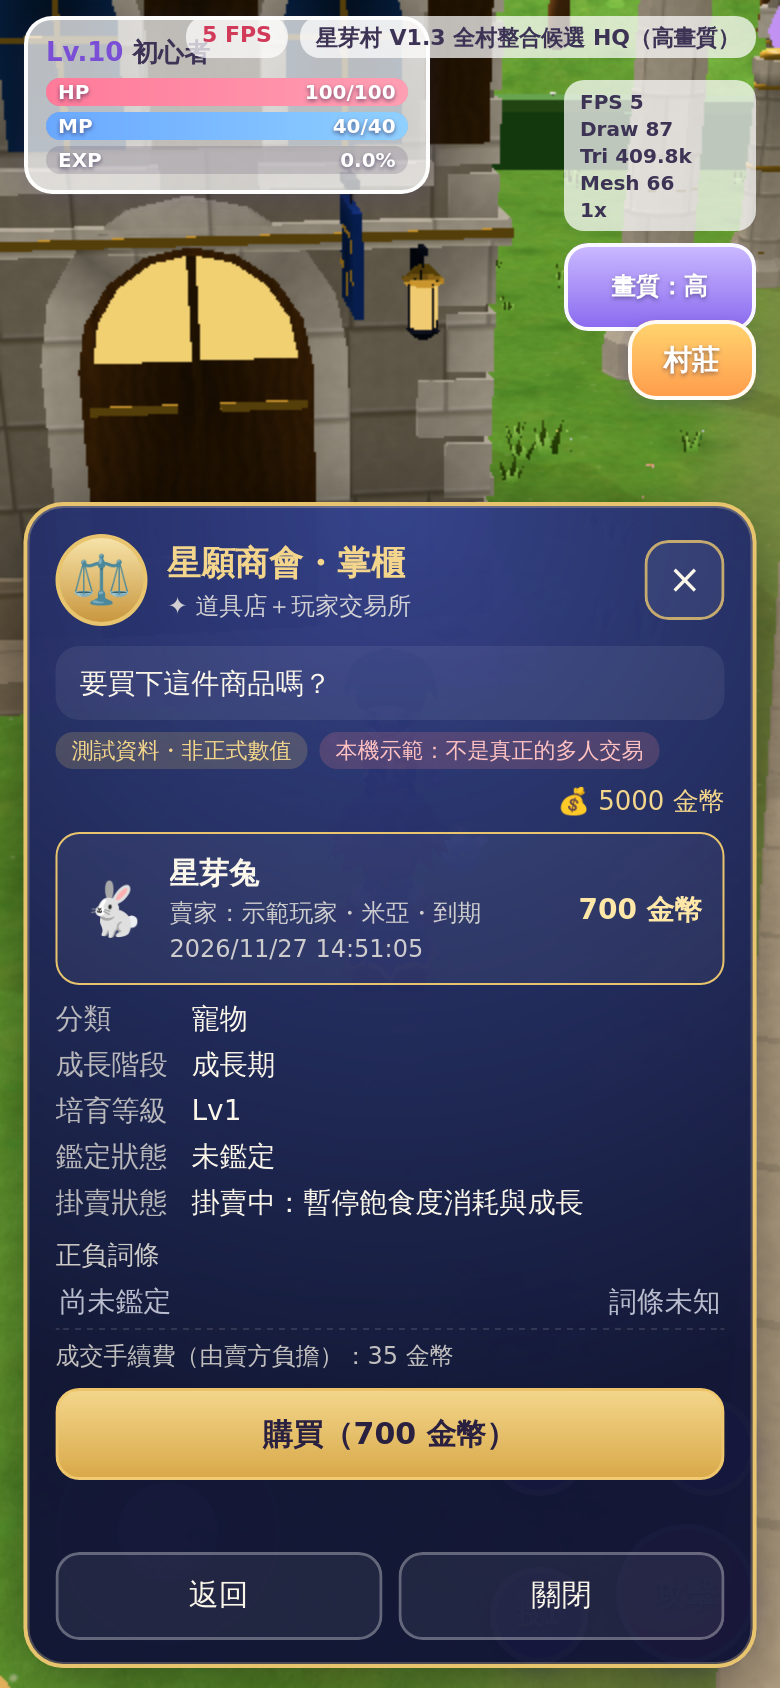 5 FPS
星芽村 V1.3 全村整合候選 HQ（高畫質）
Lv.10 初心者
HP 100/100
MP 40/40
EXP 0.0%
FPS 5
Draw 87
Tri 409.8k
Mesh 66
1x
畫質：高
村莊
星願商會・掌櫃
✦ 道具店＋玩家交易所
×
要買下這件商品嗎？
測試資料・非正式數值 本機示範：不是真正的多人交易
💰 5000 金幣
星芽兔
賣家：示範玩家・米亞・到期
2026/11/27 14:51:05
700 金幣
分類 寵物
成長階段 成長期
培育等級 Lv1
鑑定狀態 未鑑定
掛賣狀態 掛賣中：暫停飽食度消耗與成長
正負詞條
尚未鑑定 詞條未知
成交手續費（由賣方負擔）：35 金幣
購買（700 金幣）
返回 關閉